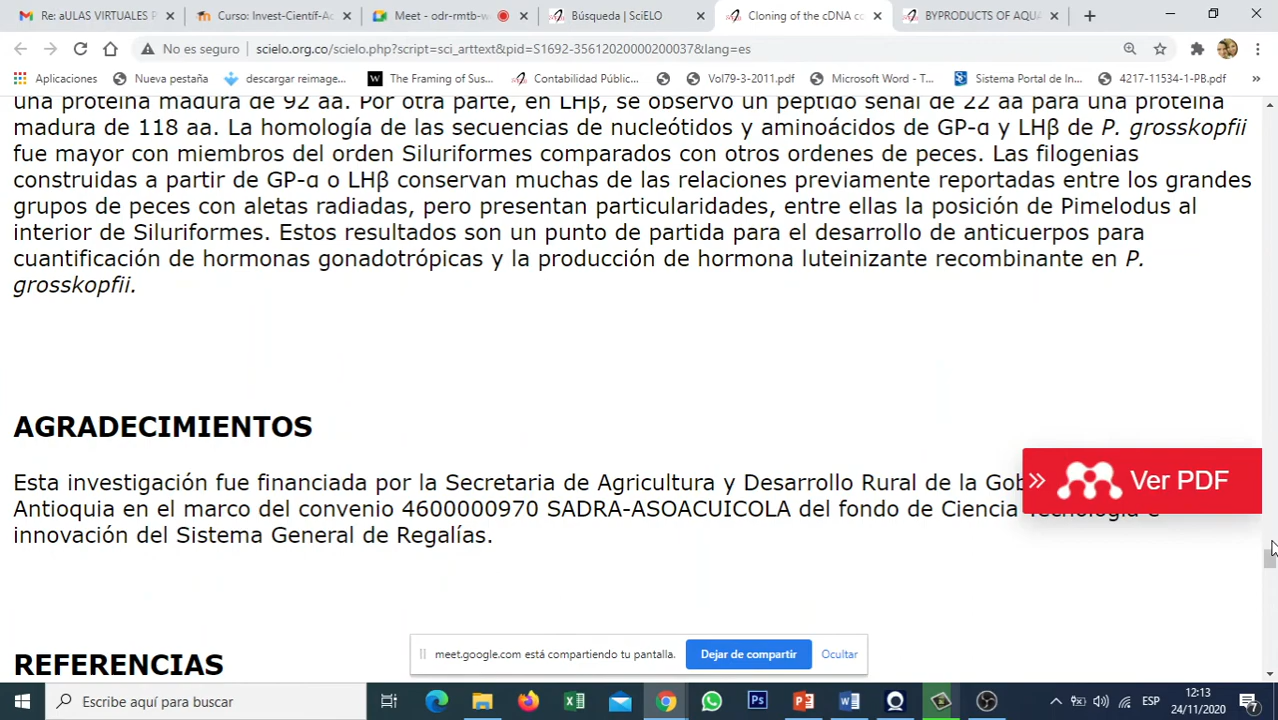 Re: aULAS VIRTUALES P
Curso: Invest-Científ-Ac
Meet - odr-rmtb-w
Búsqueda | SciELO
Cloning of the cDNA co
BYPRODUCTS OF AQUA
No es seguro | scielo.org.co/scielo.php?script=sci_arttext&pid=S1692-35612020000200037&lang=es
Aplicaciones
Nueva pestaña
descargar reimage...
The Framing of Sus...
Contabilidad Públic...
Vol79-3-2011.pdf
Microsoft Word - T...
Sistema Portal de In...
4217-11534-1-PB.pdf
una proteína madura de 92 aa. Por otra parte, en LHβ, se observó un péptido señal de 22 aa para una proteína
madura de 118 aa. La homología de las secuencias de nucleótidos y aminoácidos de GP-α y LHβ de P. grosskopfii
fue mayor con miembros del orden Siluriformes comparados con otros ordenes de peces. Las filogenias
construidas a partir de GP-α o LHβ conservan muchas de las relaciones previamente reportadas entre los grandes
grupos de peces con aletas radiadas, pero presentan particularidades, entre ellas la posición de Pimelodus al
interior de Siluriformes. Estos resultados son un punto de partida para el desarrollo de anticuerpos para
cuantificación de hormonas gonadotrópicas y la producción de hormona luteinizante recombinante en P.
grosskopfii.
AGRADECIMIENTOS
Esta investigación fue financiada por la Secretaria de Agricultura y Desarrollo Rural de la
Antioquia en el marco del convenio 4600000970 SADRA-ASOACUICOLA del fondo de Ciencia
innovación del Sistema General de Regalías.
Ver PDF
meet.google.com está compartiendo tu pantalla.
Dejar de compartir
Ocultar
REFERENCIAS
Escribe aquí para buscar
ESP
12:13
24/11/2020
7